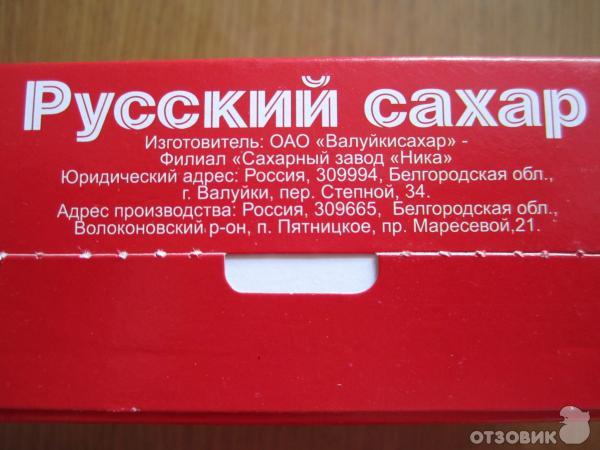 Русский сахар
Изготовитель: ОАО «Валуйкисахар» -
Филиал «Сахарный завод «Ника»
Юридический адрес: Россия, 309994, Белгородская обл.,
г. Валуйки, пер. Степной, 34.
Адрес производства: Россия, 309665, Белгородская обл.,
Волоконовский р-он, п. Пятницкое, пр. Маресевой,21.
ОТЗОВИК